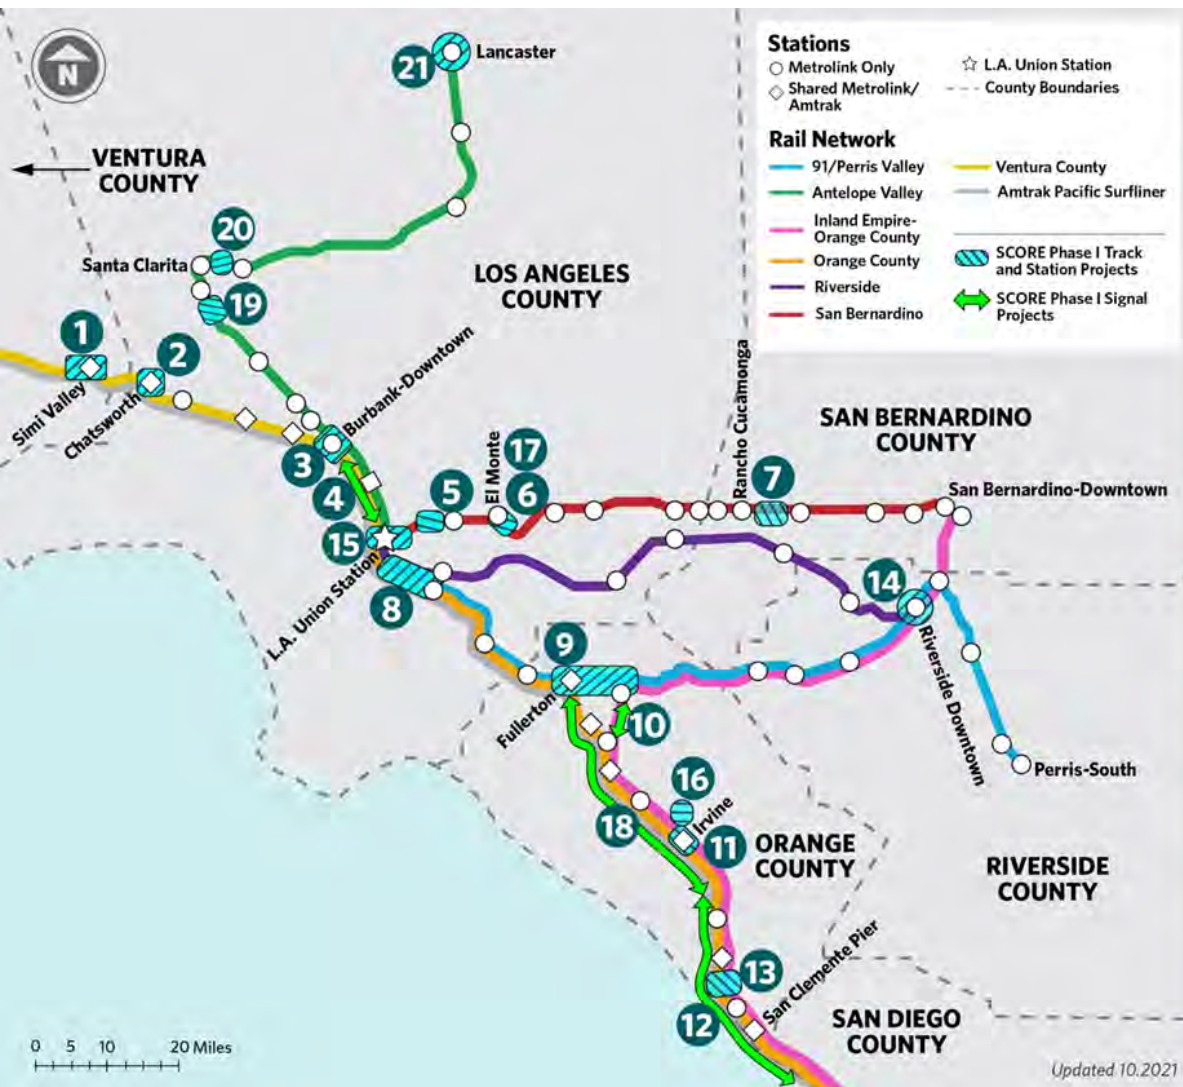 N
21
Lancaster
VENTURA
COUNTY
20
Santa Clarita
19
LOS ANGELES
COUNTY
1
2
Simi Valley
Chatsworth
Burbank-Downtown
3
4
5
El Monte
17
6
Rancho Cucamonga
7
SAN BERNARDINO
COUNTY
San Bernardino-Downtown
15
L.A. Union Station
8
14
Riverside Downtown
9
Fullerton
10
Perris-South
16
Irvine
18
11
ORANGE
COUNTY
RIVERSIDE
COUNTY
13
San Clemente Pier
12
SAN DIEGO
COUNTY
Stations
Metrolink Only
Shared Metrolink/
Amtrak
L.A. Union Station
County Boundaries
Rail Network
91/Perris Valley
Antelope Valley
Inland Empire-
Orange County
Orange County
Riverside
San Bernardino
Ventura County
Amtrak Pacific Surfliner
SCORE Phase I Track
and Station Projects
SCORE Phase I Signal
Projects
0 5 10 20 Miles
Updated 10.2021